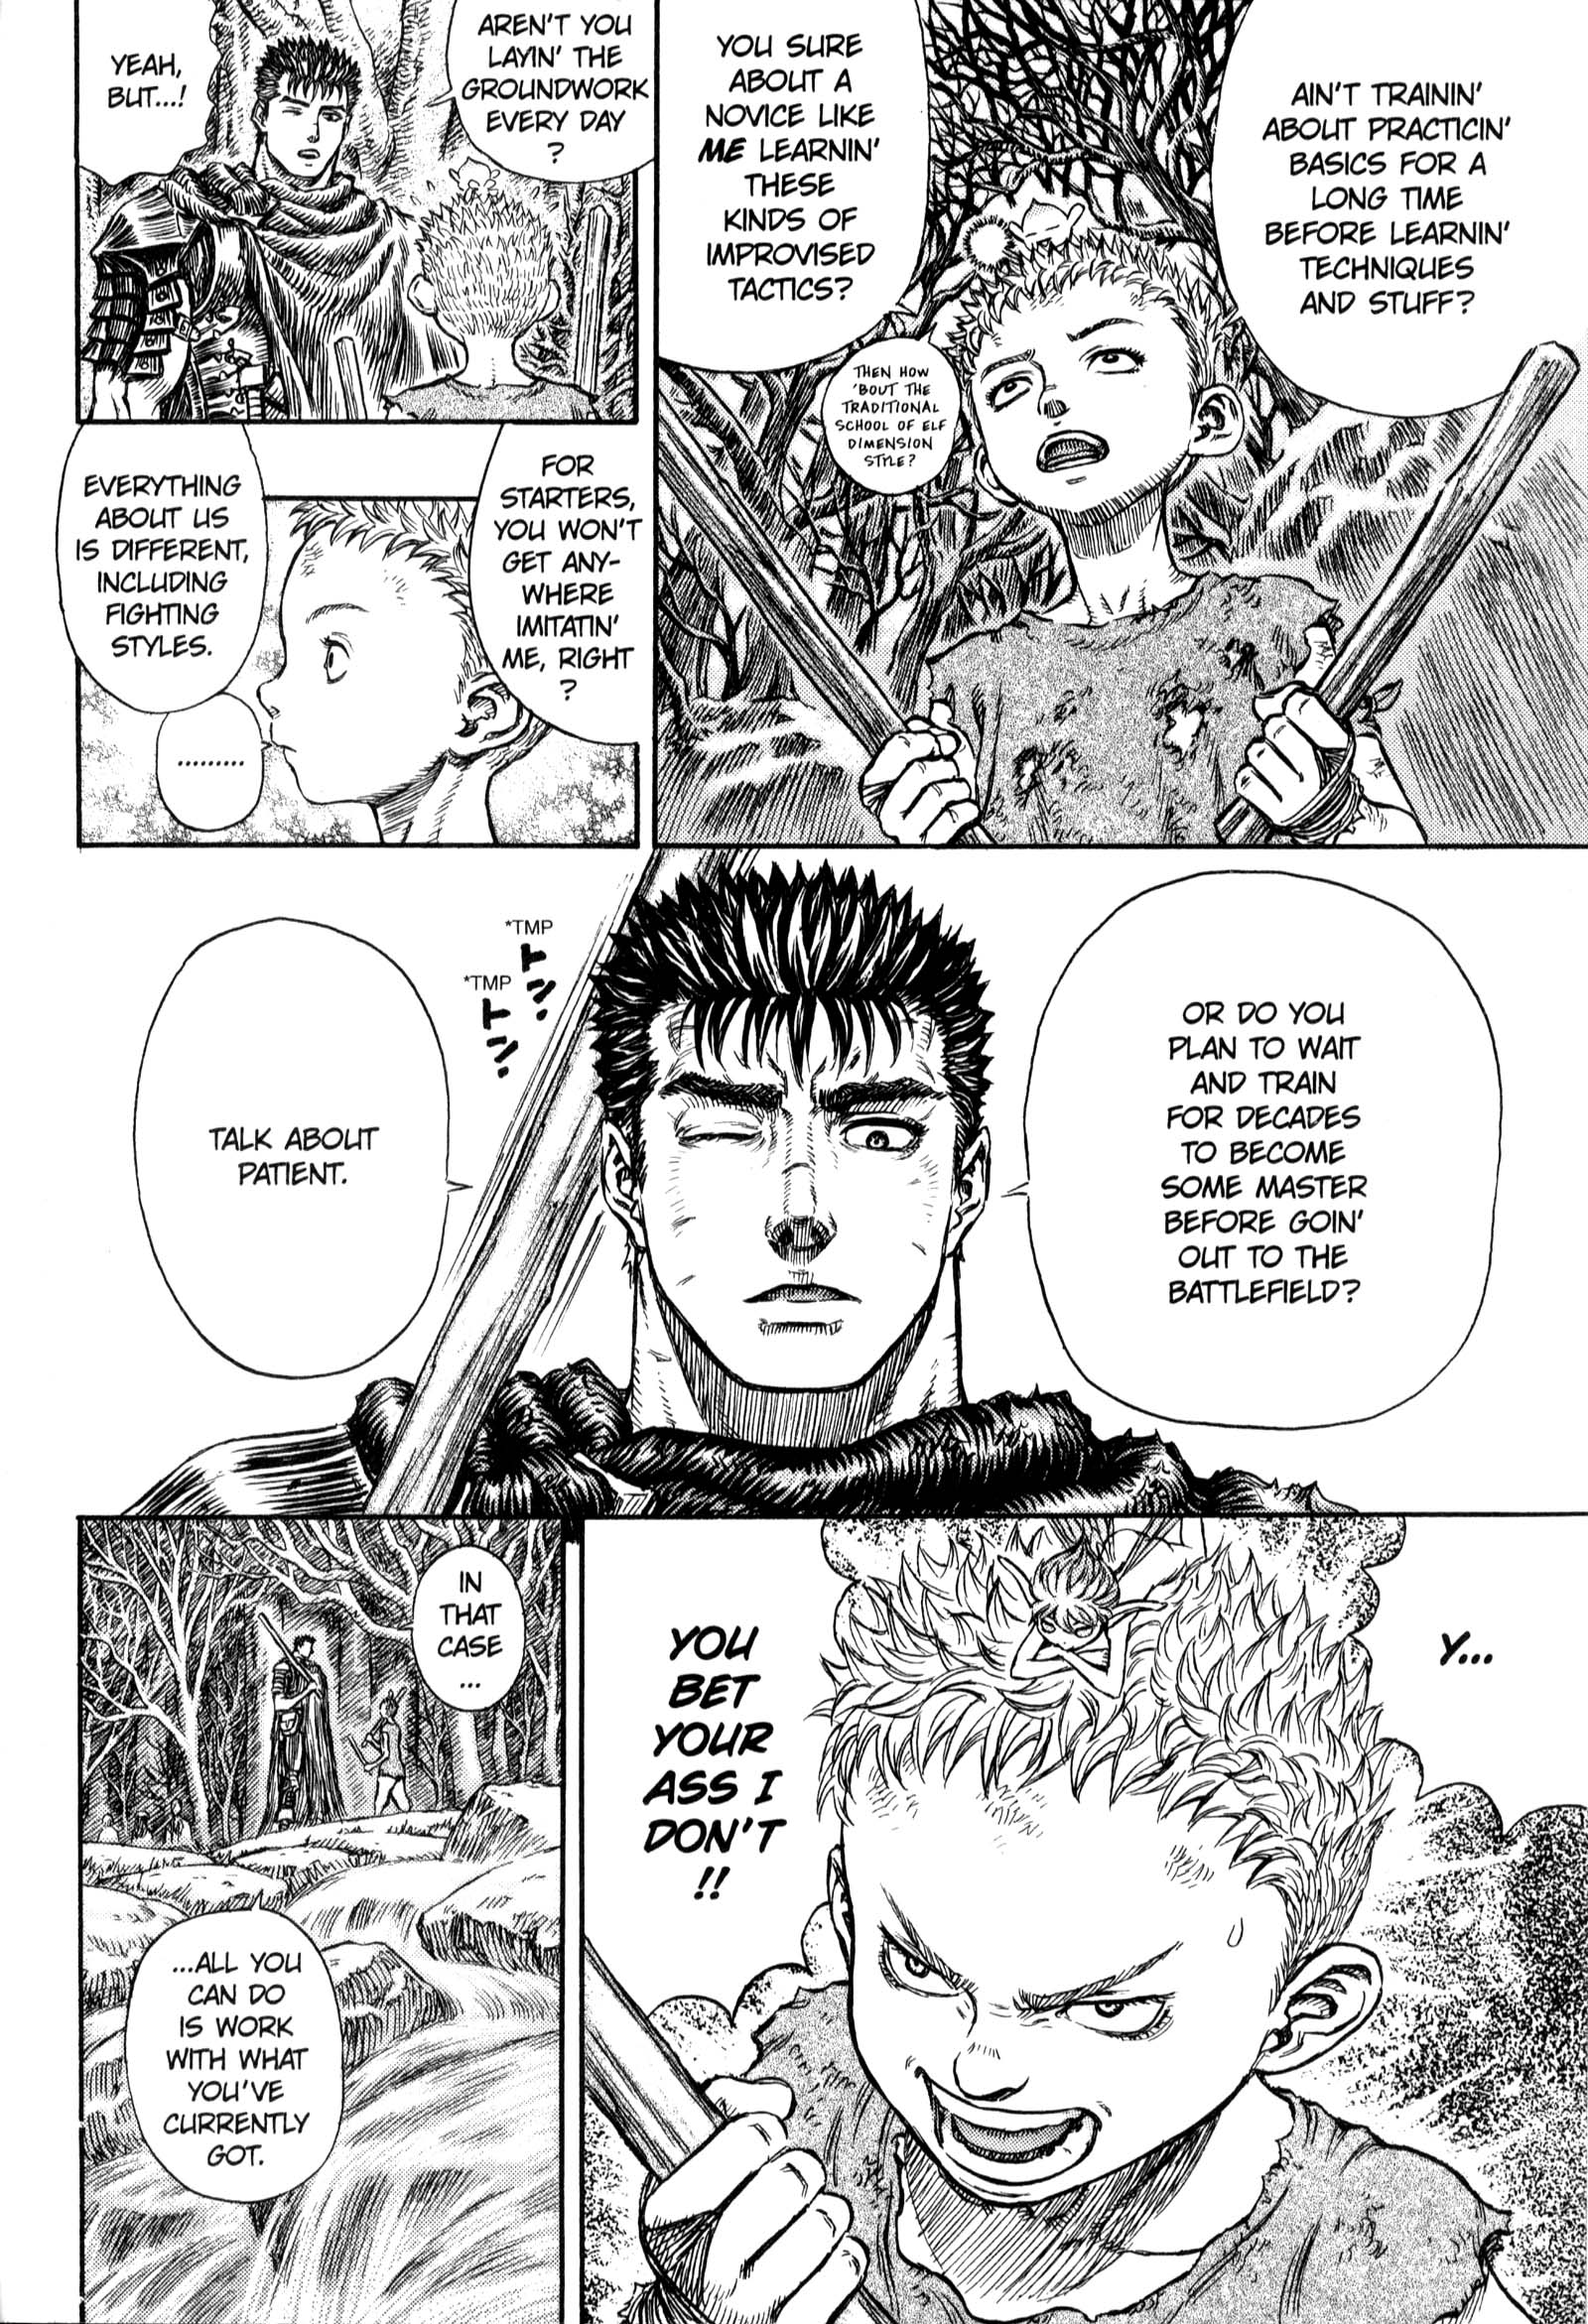 AIN'T TRAININ'
ABOUT PRACTICIN'
BASICS FOR A
LONG TIME
BEFORE LEARNIN'
TECHNIQUES
AND STUFF?
YOU SURE
ABOUT A
NOVICE LIKE
ME LEARNIN'
THESE
KINDS OF
IMPROVISED
TACTICS?
THEN HOW
'BOUT THE
TRADITIONAL
SCHOOL OF ELF
DIMENSION
STYLE?
AREN'T YOU
LAYIN' THE
GROUNDWORK
EVERY DAY
?
YEAH,
BUT...!
FOR
STARTERS,
YOU WON'T
GET ANY-
WHERE
IMITATIN'
ME, RIGHT
?
EVERYTHING
ABOUT US
IS DIFFERENT,
INCLUDING
FIGHTING
STYLES.
.........
OR DO YOU
PLAN TO WAIT
AND TRAIN
FOR DECADES
TO BECOME
SOME MASTER
BEFORE GOIN'
OUT TO THE
BATTLEFIELD?
*TMP
トン
*TMP
トン
TALK ABOUT
PATIENT.
Y...
YOU
BET
YOUR
ASS I
DON'T
!!
IN
THAT
CASE
...
...ALL YOU
CAN DO
IS WORK
WITH WHAT
YOU'VE
CURRENTLY
GOT.